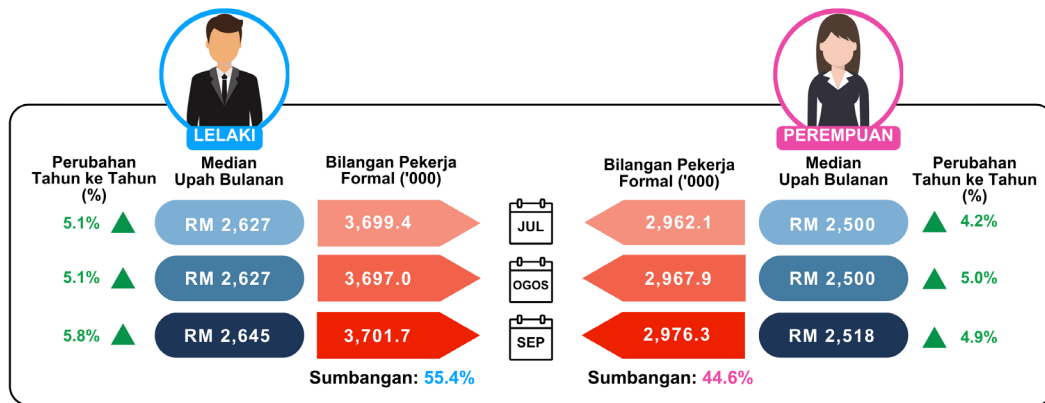 LELAKI
PEREMPUAN
Perubahan
Tahun ke Tahun
(%)
Median
Upah Bulanan
Bilangan Pekerja
Formal ('000)
Bilangan Pekerja
Formal ('000)
Median
Upah Bulanan
Perubahan
Tahun ke Tahun
(%)
5.1% RM 2,627 3,699.4 JUL 2,962.1 RM 2,500 4.2%
5.1% RM 2,627 3,697.0 OGOS 2,967.9 RM 2,500 5.0%
5.8% RM 2,645 3,701.7 SEP 2,976.3 RM 2,518 4.9%
Sumbangan: 55.4%
Sumbangan: 44.6%